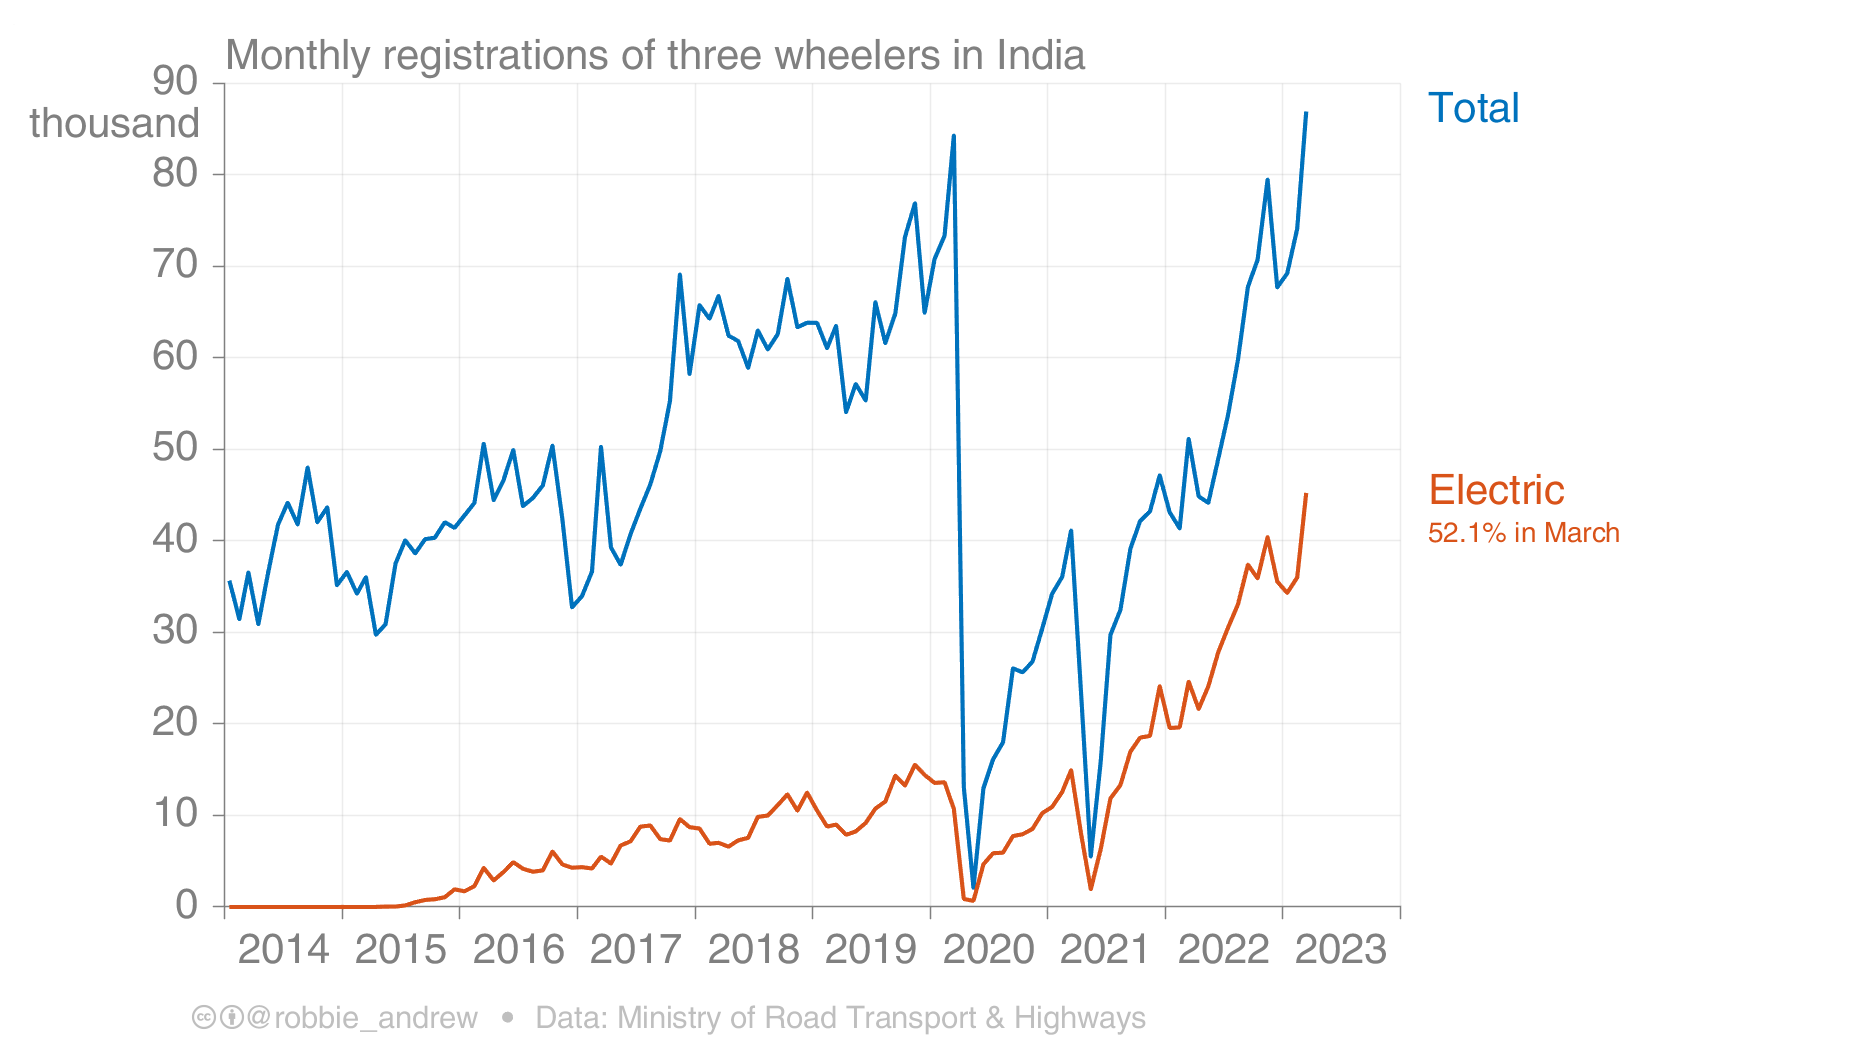 Monthly registrations of three wheelers in India
90
thousand
80
70
60
50
40
30
20
10
0
Total
Electric
52.1% in March
2014 2015 2016 2017 2018 2019 2020 2021 2022 2023
cc @robbie_andrew • Data: Ministry of Road Transport & Highways